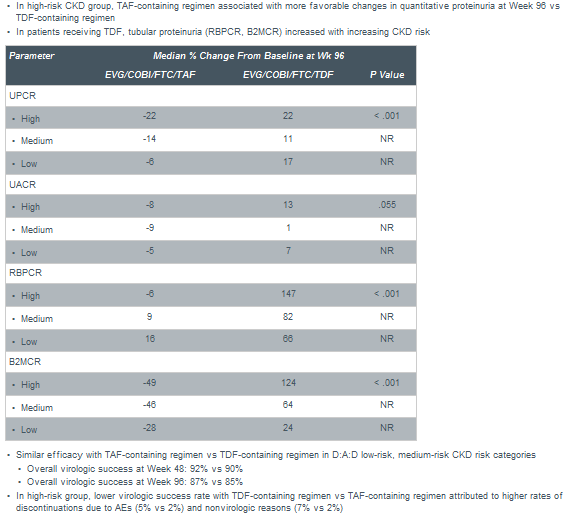 • In high-risk CKD group, TAF-containing regimen associated with more favorable changes in quantitative proteinuria at Week 96 vs
TDF-containing regimen
• In patients receiving TDF, tubular proteinuria (RBPCR, B2MCR) increased with increasing CKD risk
Parameter Median % Change From Baseline at Wk 96
EVG/COBI/FTC/TAF EVG/COBI/FTC/TDF P Value
UPCR
• High -22 22 < .001
• Medium -14 11 NR
• Low -6 17 NR
UACR
• High -8 13 .055
• Medium -9 1 NR
• Low -5 7 NR
RBPCR
• High -6 147 < .001
• Medium 9 82 NR
• Low 16 66 NR
B2MCR
• High -49 124 < .001
• Medium -46 64 NR
• Low -28 24 NR
• Similar efficacy with TAF-containing regimen vs TDF-containing regimen in D:A:D low-risk, medium-risk CKD risk categories
• Overall virologic success at Week 48: 92% vs 90%
• Overall virologic success at Week 96: 87% vs 85%
• In high-risk group, lower virologic success rate with TDF-containing regimen vs TAF-containing regimen attributed to higher rates of
discontinuations due to AEs (5% vs 2%) and nonvirologic reasons (7% vs 2%)